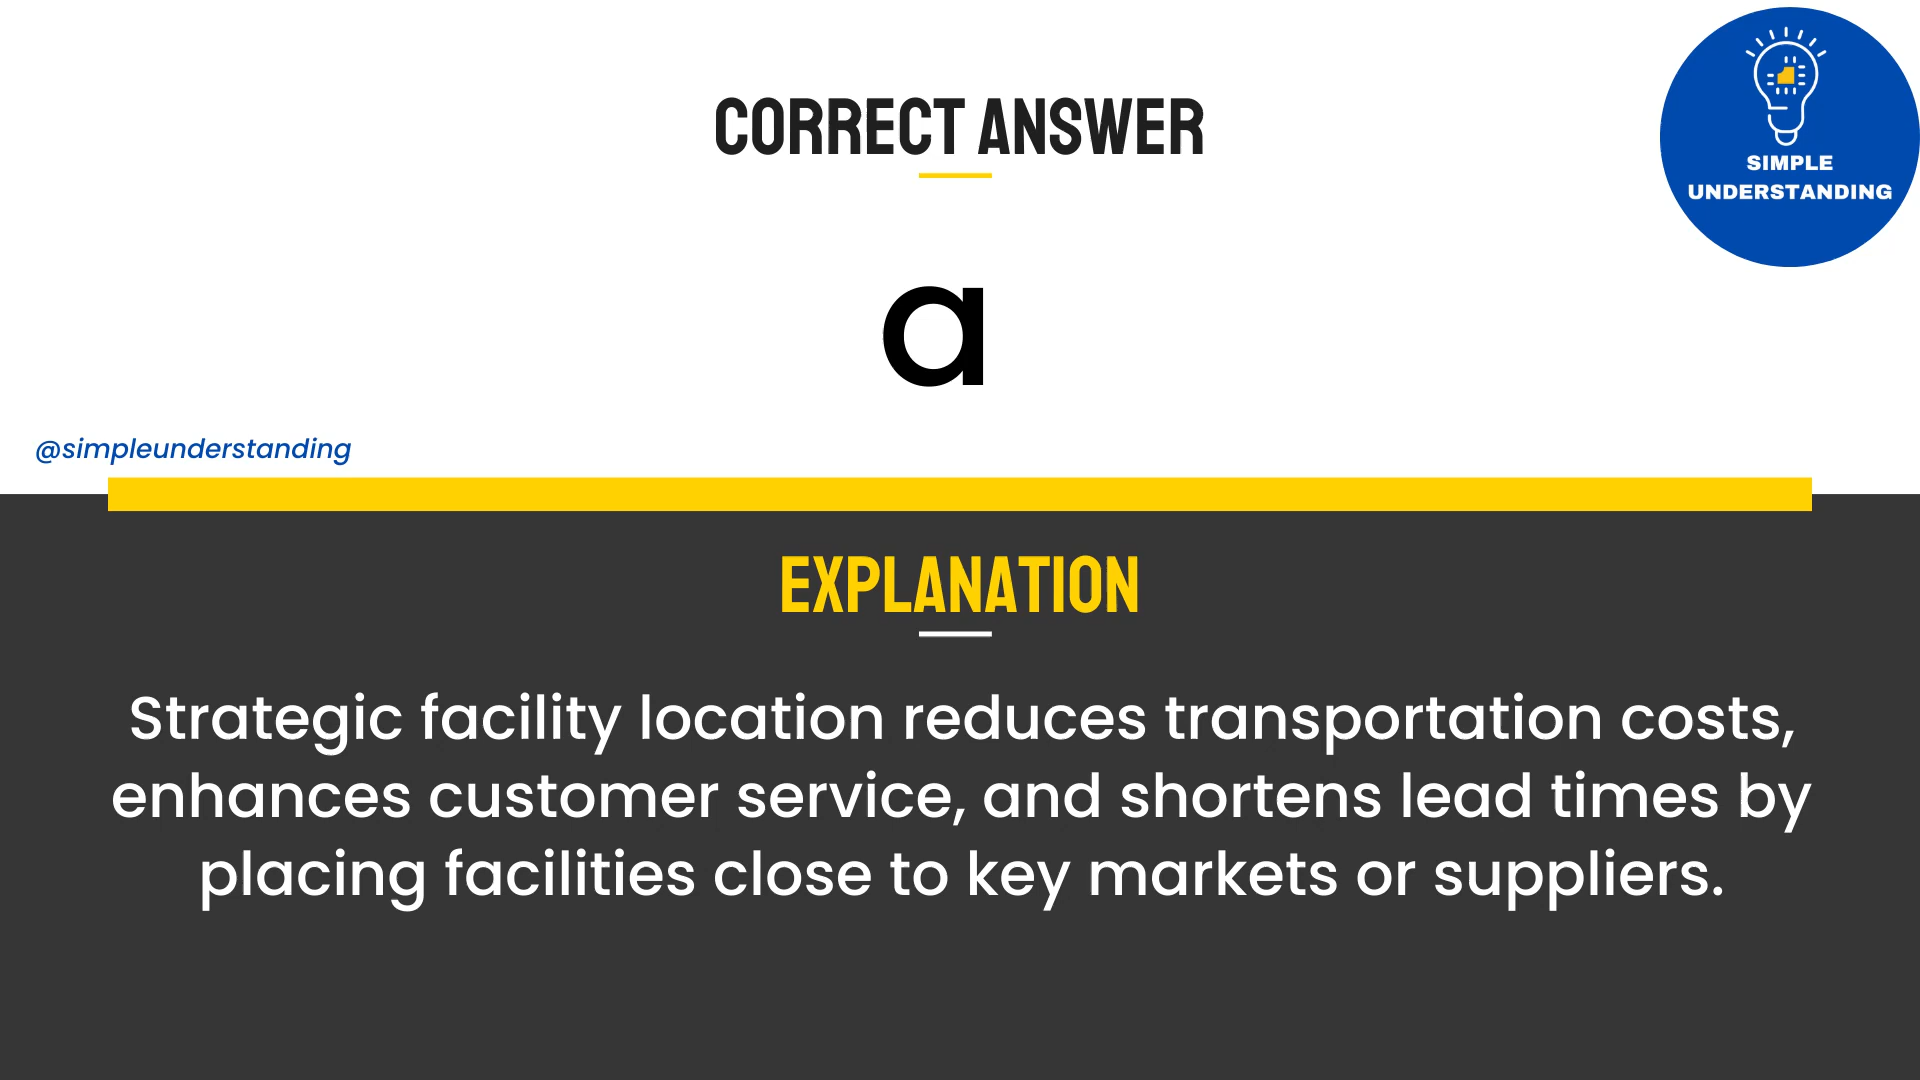 CORRECT ANSWER
SIMPLE
UNDERSTANDING
a
@simpleunderstanding
EXPLANATION
Strategic facility location reduces transportation costs,
enhances customer service, and shortens lead times by
placing facilities close to key markets or suppliers.